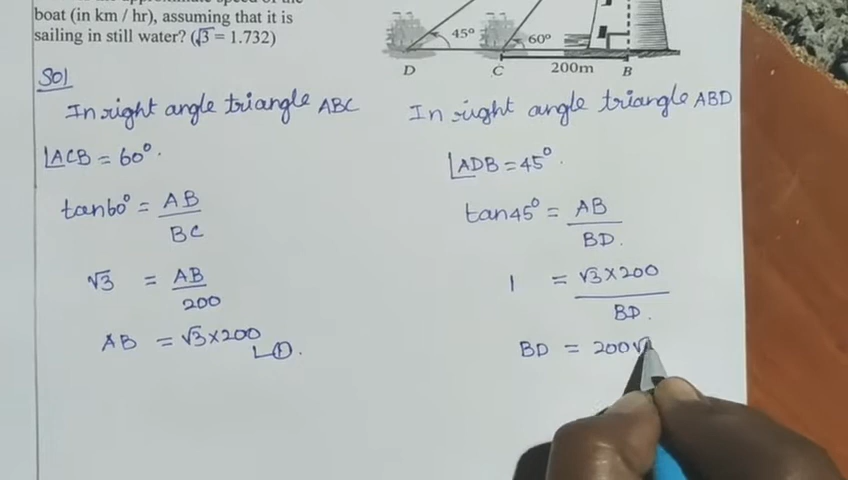 boat (in km / hr), assuming that it is
sailing in still water? (√3 = 1.732)
45°
60°
D
C
200m
B
Sol
In right angle triangle ABC
∠ACB = 60°.
tan60° = AB/BC
√3 = AB/200
AB = √3×200
①.
In right angle triangle ABD
∠ADB = 45°.
tan45° = AB/BD.
1 = √3×200/BD.
BD = 200√